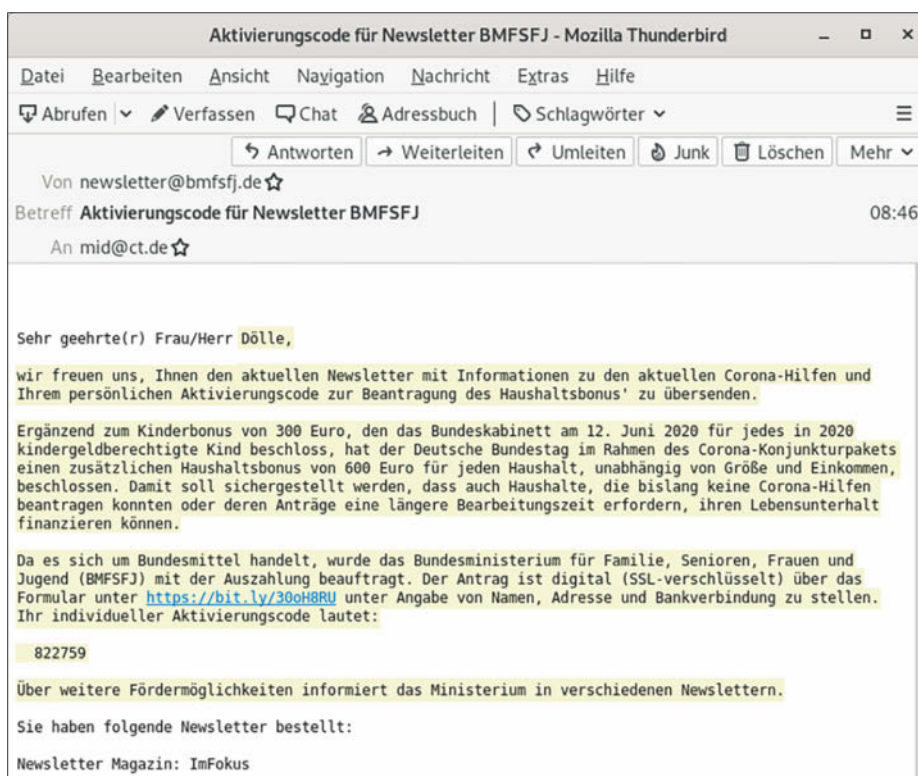 Aktivierungscode für Newsletter BMFSFJ - Mozilla Thunderbird
Datei Bearbeiten Ansicht Navigation Nachricht Extras Hilfe
Abrufen Verfassen Chat Adressbuch Schlagwörter
Antworten Weiterleiten Umleiten Junk Löschen Mehr
Von newsletter@bmfsfj.de
Betreff Aktivierungscode für Newsletter BMFSFJ 08:46
An mid@ct.de
Sehr geehrte(r) Frau/Herr Dölle,
wir freuen uns, Ihnen den aktuellen Newsletter mit Informationen zu den aktuellen Corona-Hilfen und
Ihrem persönlichen Aktivierungscode zur Beantragung des Haushaltsbonus' zu übersenden.
Ergänzend zum Kinderbonus von 300 Euro, den das Bundeskabinett am 12. Juni 2020 für jedes in 2020
kindergeldberechtigte Kind beschloss, hat der Deutsche Bundestag im Rahmen des Corona-Konjunkturpakets
einen zusätzlichen Haushaltsbonus von 600 Euro für jeden Haushalt, unabhängig von Größe und Einkommen,
beschlossen. Damit soll sichergestellt werden, dass auch Haushalte, die bislang keine Corona-Hilfen
beantragen konnten oder deren Anträge eine längere Bearbeitungszeit erfordern, ihren Lebensunterhalt
finanzieren können.
Da es sich um Bundesmittel handelt, wurde das Bundesministerium für Familie, Senioren, Frauen und
Jugend (BMFSFJ) mit der Auszahlung beauftragt. Der Antrag ist digital (SSL-verschlüsselt) über das
Formular unter https://bit.ly/30oH8RU unter Angabe von Namen, Adresse und Bankverbindung zu stellen.
Ihr individueller Aktivierungscode lautet:
822759
Über weitere Fördermöglichkeiten informiert das Ministerium in verschiedenen Newslettern.
Sie haben folgende Newsletter bestellt:
Newsletter Magazin: ImFokus